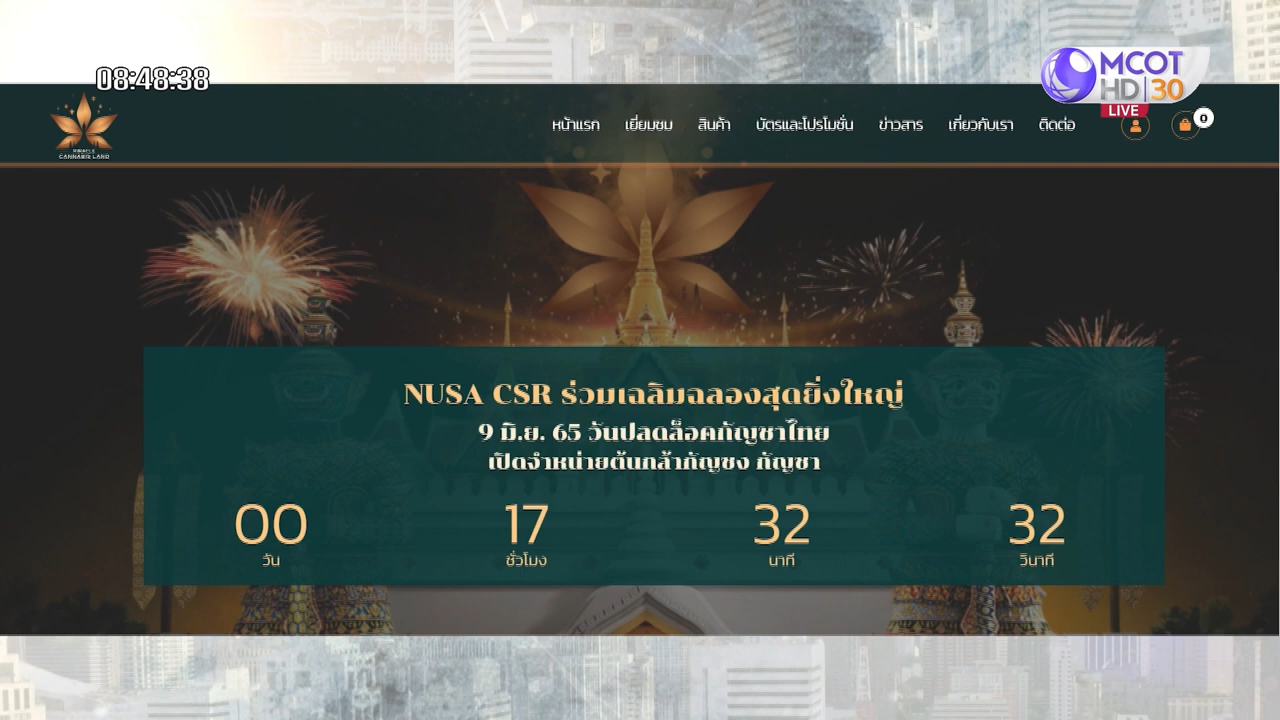 08:48:38
MCOT
HD 30
LIVE
CANNABIS LAND
หน้าแรก เยี่ยมชม สินค้า บัตรและโปรโมชั่น ข่าวสาร เกี่ยวกับเรา ติดต่อ 0
NUSA CSR ร่วมเฉลิมฉลองสุดยิ่งใหญ่
9 มิ.ย. 65 วันปลดล็อคกัญชาไทย
เปิดจำหน่ายต้นกล้ากัญชง กัญชา
00 17 32 32
วัน ชั่วโมง นาที วินาที